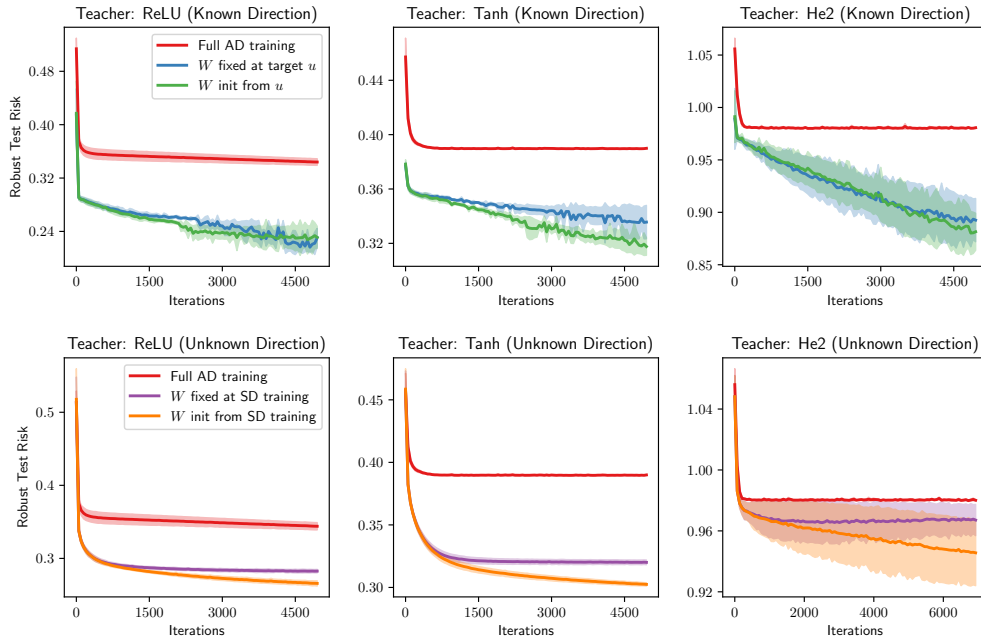 Teacher: ReLU (Known Direction)
Teacher: Tanh (Known Direction)
Teacher: He2 (Known Direction)
Robust Test Risk
0.48
0.40
0.32
0.24
Full AD training
W fixed at target u
W init from u
0 1500 3000 4500
Iterations
0.44
0.40
0.36
0.32
0 1500 3000 4500
Iterations
1.05
1.00
0.95
0.90
0.85
0 1500 3000 4500
Iterations
Teacher: ReLU (Unknown Direction)
Teacher: Tanh (Unknown Direction)
Teacher: He2 (Unknown Direction)
Robust Test Risk
0.5
0.4
0.3
Full AD training
W fixed at SD training
W init from SD training
0 1500 3000 4500
Iterations
0.45
0.40
0.35
0.30
0 1500 3000 4500
Iterations
1.04
1.00
0.96
0.92
0 2000 4000 6000
Iterations